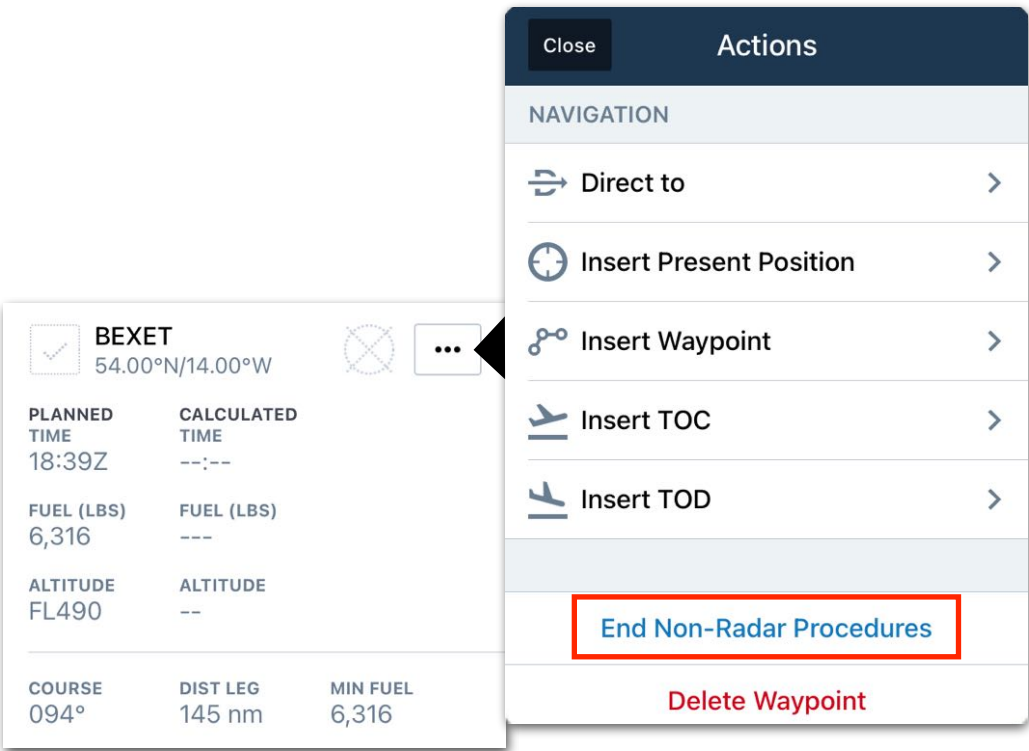 Close
Actions
NAVIGATION
Direct to
Insert Present Position
Insert Waypoint
Insert TOC
Insert TOD
End Non-Radar Procedures
Delete Waypoint
BEXET
54.00°N/14.00°W
PLANNED CALCULATED
TIME TIME
18:39Z --:--
FUEL (LBS) FUEL (LBS)
6,316 ---
ALTITUDE ALTITUDE
FL490 --
COURSE DIST LEG MIN FUEL
094° 145 nm 6,316